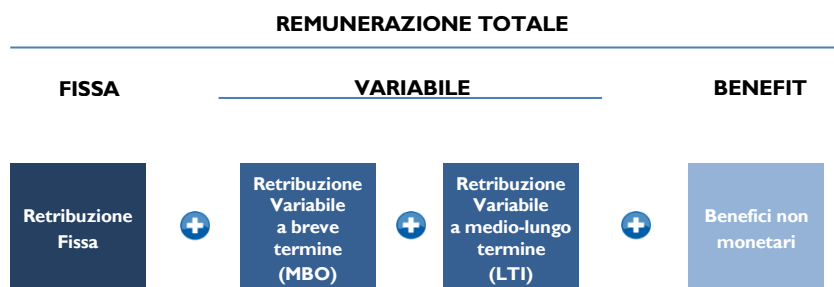 REMUNERAZIONE TOTALE
FISSA
VARIABILE
BENEFIT
Retribuzione
Fissa
Retribuzione
Variabile
a breve
termine
(MBO)
Retribuzione
Variabile
a medio-lungo
termine
(LTI)
Benefici non
monetari